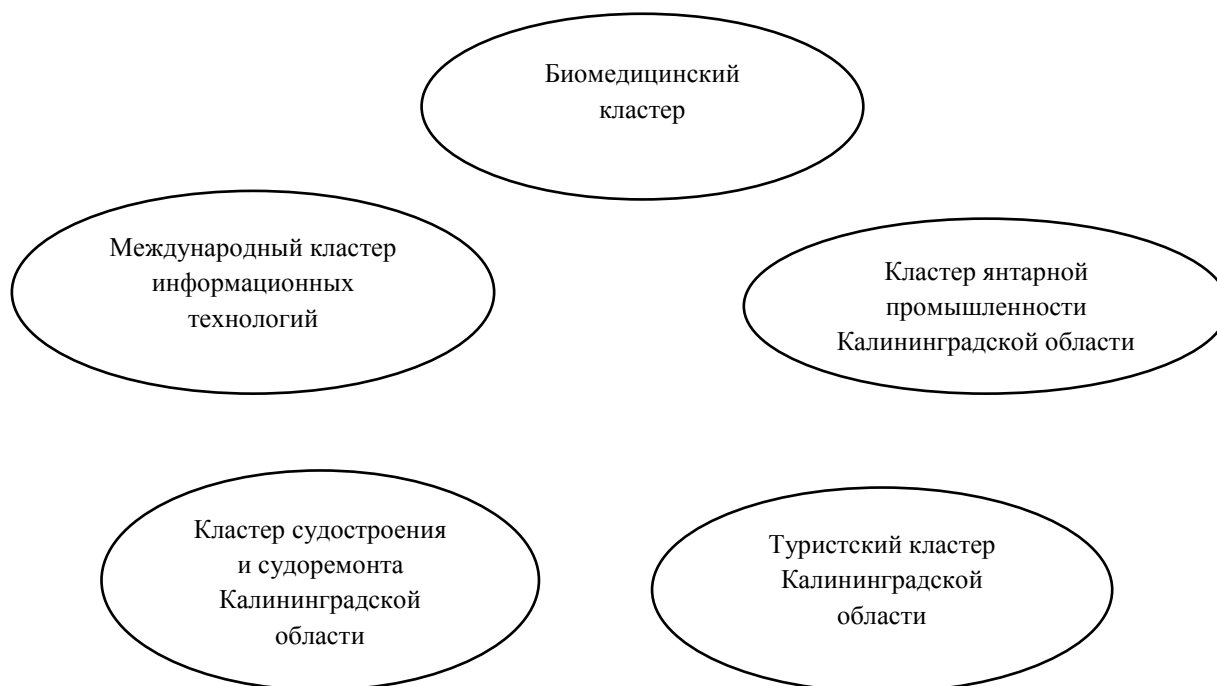 Биомедицинский
кластер
Международный кластер
информационных
технологий
Кластер янтарной
промышленности
Калининградской области
Кластер судостроения
и судоремонта
Калининградской
области
Туристский кластер
Калининградской
области